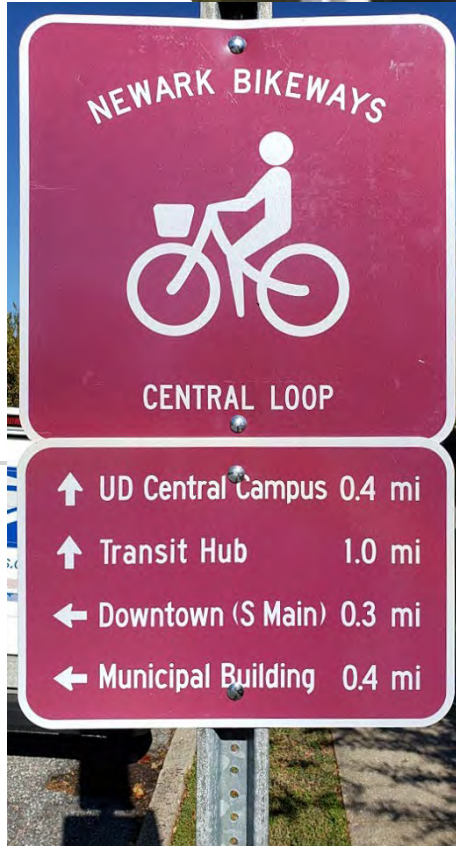 NEWARK BIKEWAYS
CENTRAL LOOP
↑ UD Central Campus 0.4 mi
↑ Transit Hub 1.0 mi
← Downtown (S Main) 0.3 mi
← Municipal Building 0.4 mi